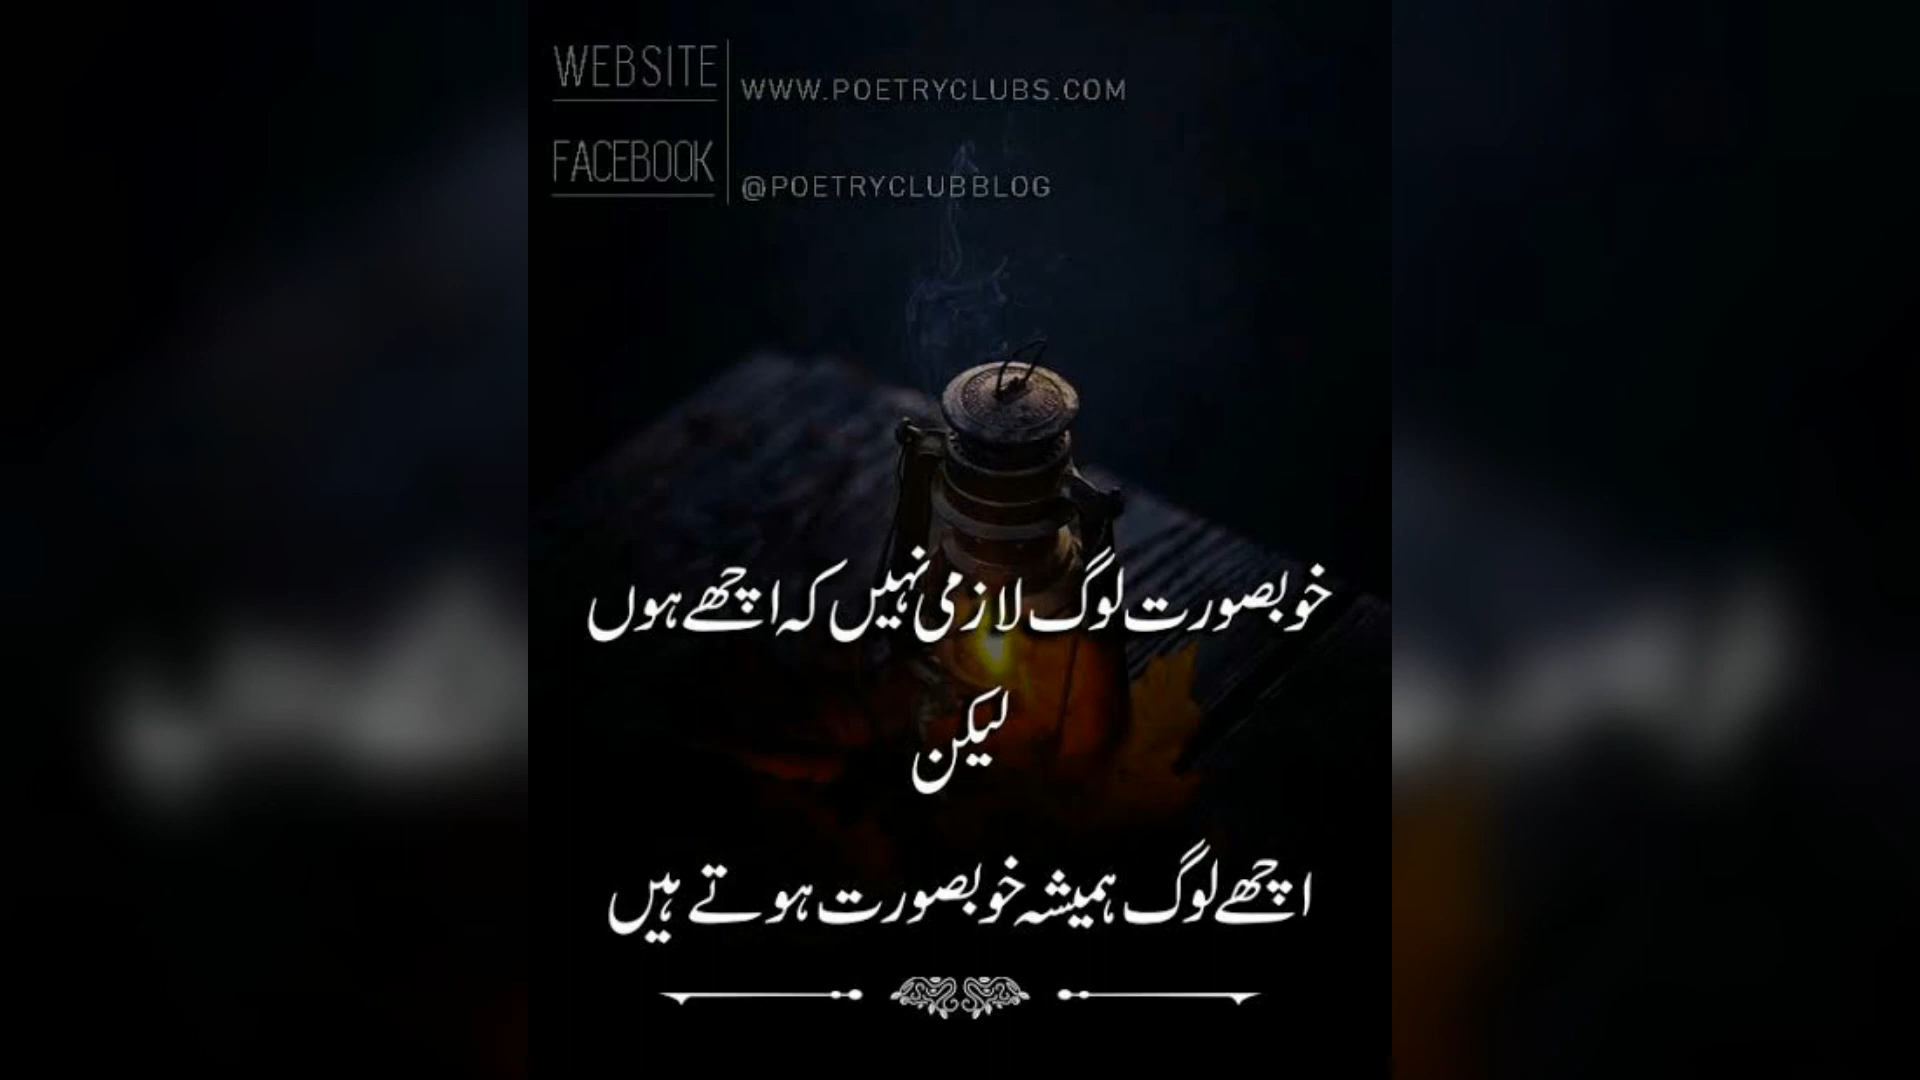 WEBSITE
WWW.POETRYCLUBS.COM
FACEBOOK
@POETRYCLUBBLOG
خوبصورت لوگ لازمی نہیں کہ اچھے ہوں
لیکن
اچھے لوگ ہمیشہ خوبصورت ہوتے ہیں